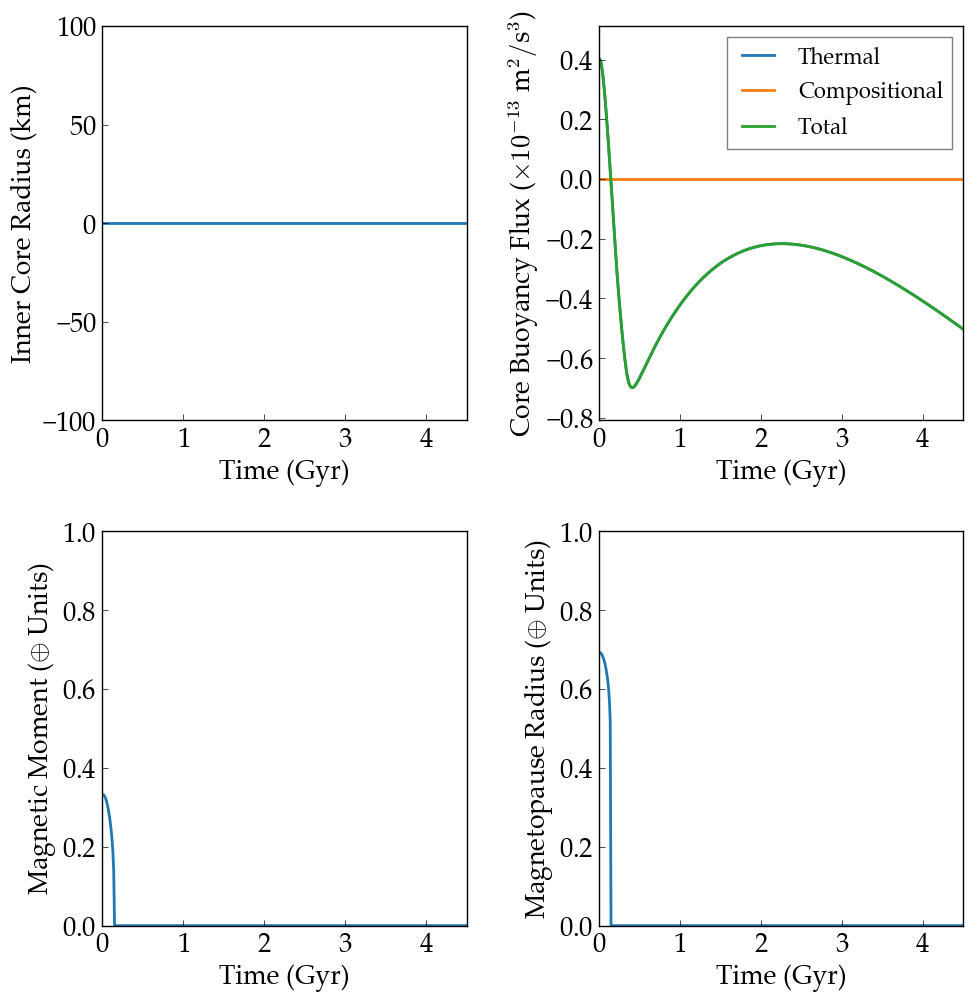 Inner Core Radius (km)
100
50
0
−50
−100
0 1 2 3 4
Time (Gyr)
Core Buoyancy Flux (×10⁻¹³ m²/s³)
0.4
0.2
0.0
−0.2
−0.4
−0.6
−0.8
Thermal
Compositional
Total
0 1 2 3 4
Time (Gyr)
Magnetic Moment (⊕ Units)
1.0
0.8
0.6
0.4
0.2
0.0
0 1 2 3 4
Time (Gyr)
Magnetopause Radius (⊕ Units)
1.0
0.8
0.6
0.4
0.2
0.0
0 1 2 3 4
Time (Gyr)